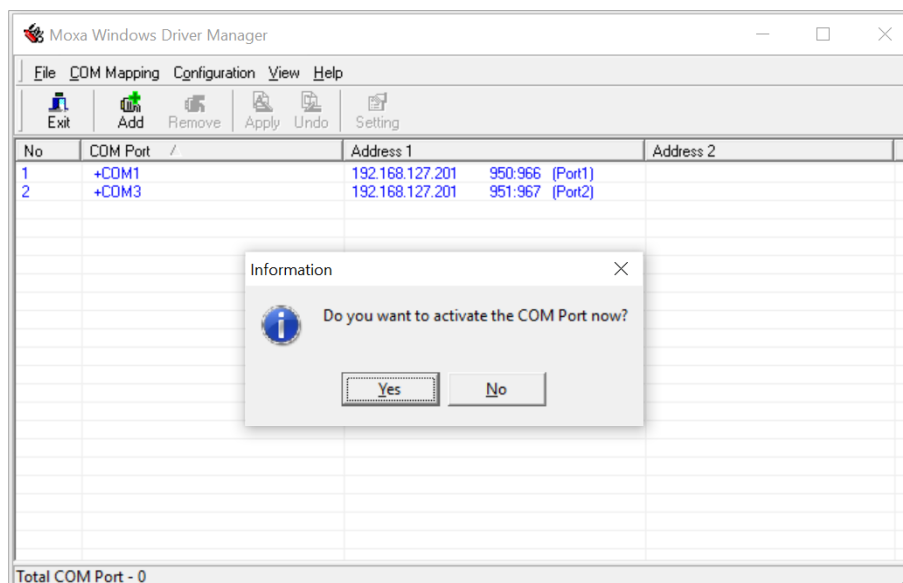 Moxa Windows Driver Manager
File COM Mapping Configuration View Help
Exit Add Remove Apply Undo Setting
No COM Port / Address 1 Address 2
1 +COM1 192.168.127.201 950:966 (Port1)
2 +COM3 192.168.127.201 951:967 (Port2)
Information
Do you want to activate the COM Port now?
Yes No
Total COM Port - 0